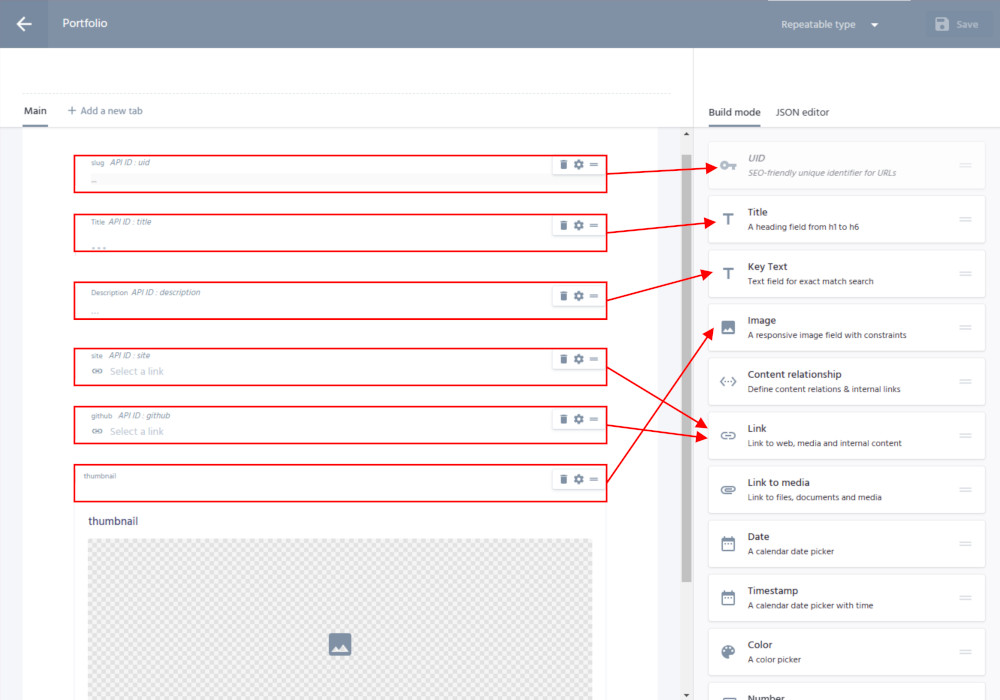 Portfolio
Repeatable type
Save
Main
+ Add a new tab
slug API ID : uid
...
Title API ID : title
Description API ID : description
...
site API ID : site
Select a link
github API ID : github
Select a link
thumbnail
thumbnail
Build mode
JSON editor
UID
SEO-friendly unique identifier for URLs
Title
A heading field from h1 to h6
Key Text
Text field for exact match search
Image
A responsive image field with constraints
Content relationship
Define content relations & internal links
Link
Link to web, media and internal content
Link to media
Link to files, documents and media
Date
A calendar date picker
Timestamp
A calendar date picker with time
Color
A color picker
Number